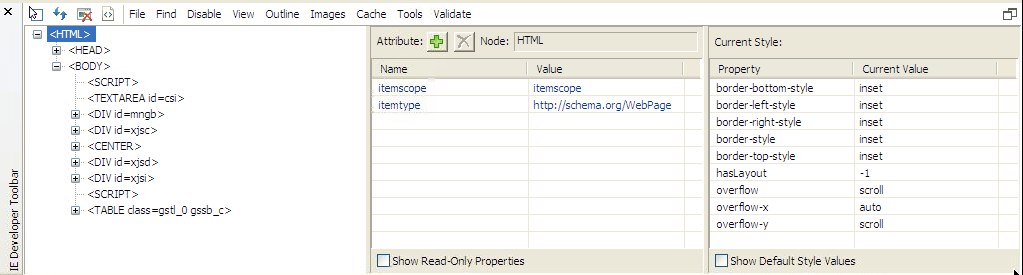 File Find Disable View Outline Images Cache Tools Validate
IE Developer Toolbar
<HTML>
<HEAD>
<BODY>
<SCRIPT>
<TEXTAREA id=csi>
<DIV id=mngb>
<DIV id=xjsc>
<CENTER>
<DIV id=xjsd>
<DIV id=xjsi>
<SCRIPT>
<TABLE class=gstl_0 gssb_c>
Attribute: Node: HTML
Name Value
itemscope itemscope
itemtype http://schema.org/WebPage
Show Read-Only Properties
Current Style:
Property Current Value
border-bottom-style inset
border-left-style inset
border-right-style inset
border-style inset
border-top-style inset
hasLayout -1
overflow scroll
overflow-x auto
overflow-y scroll
Show Default Style Values